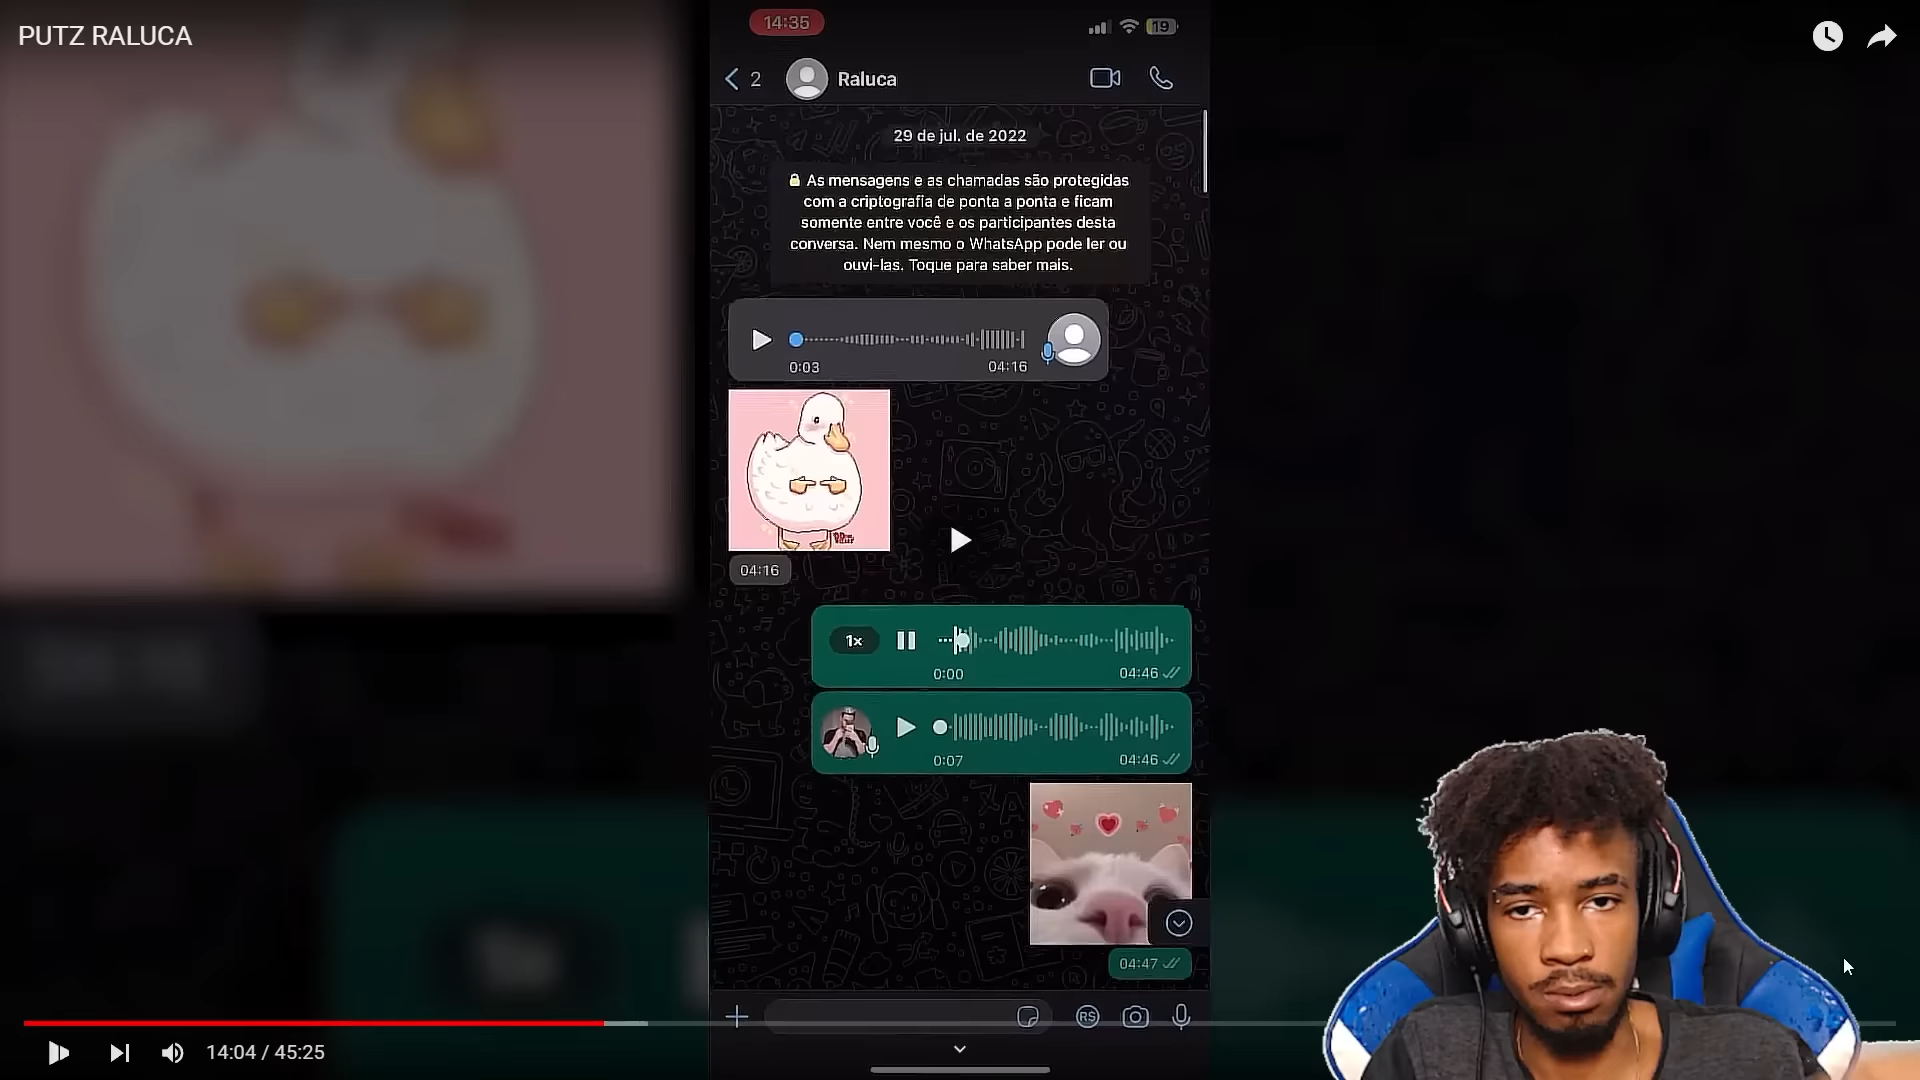 PUTZ RALUCA
14:35
19
2
Raluca
29 de jul. de 2022
As mensagens e as chamadas são protegidas
com a criptografia de ponta a ponta e ficam
somente entre você e os participantes desta
conversa. Nem mesmo o WhatsApp pode ler ou
ouvi-las. Toque para saber mais.
0:03
04:16
04:16
1x
0:00
04:46
0:07
04:46
04:47
R$
14:04 / 45:25